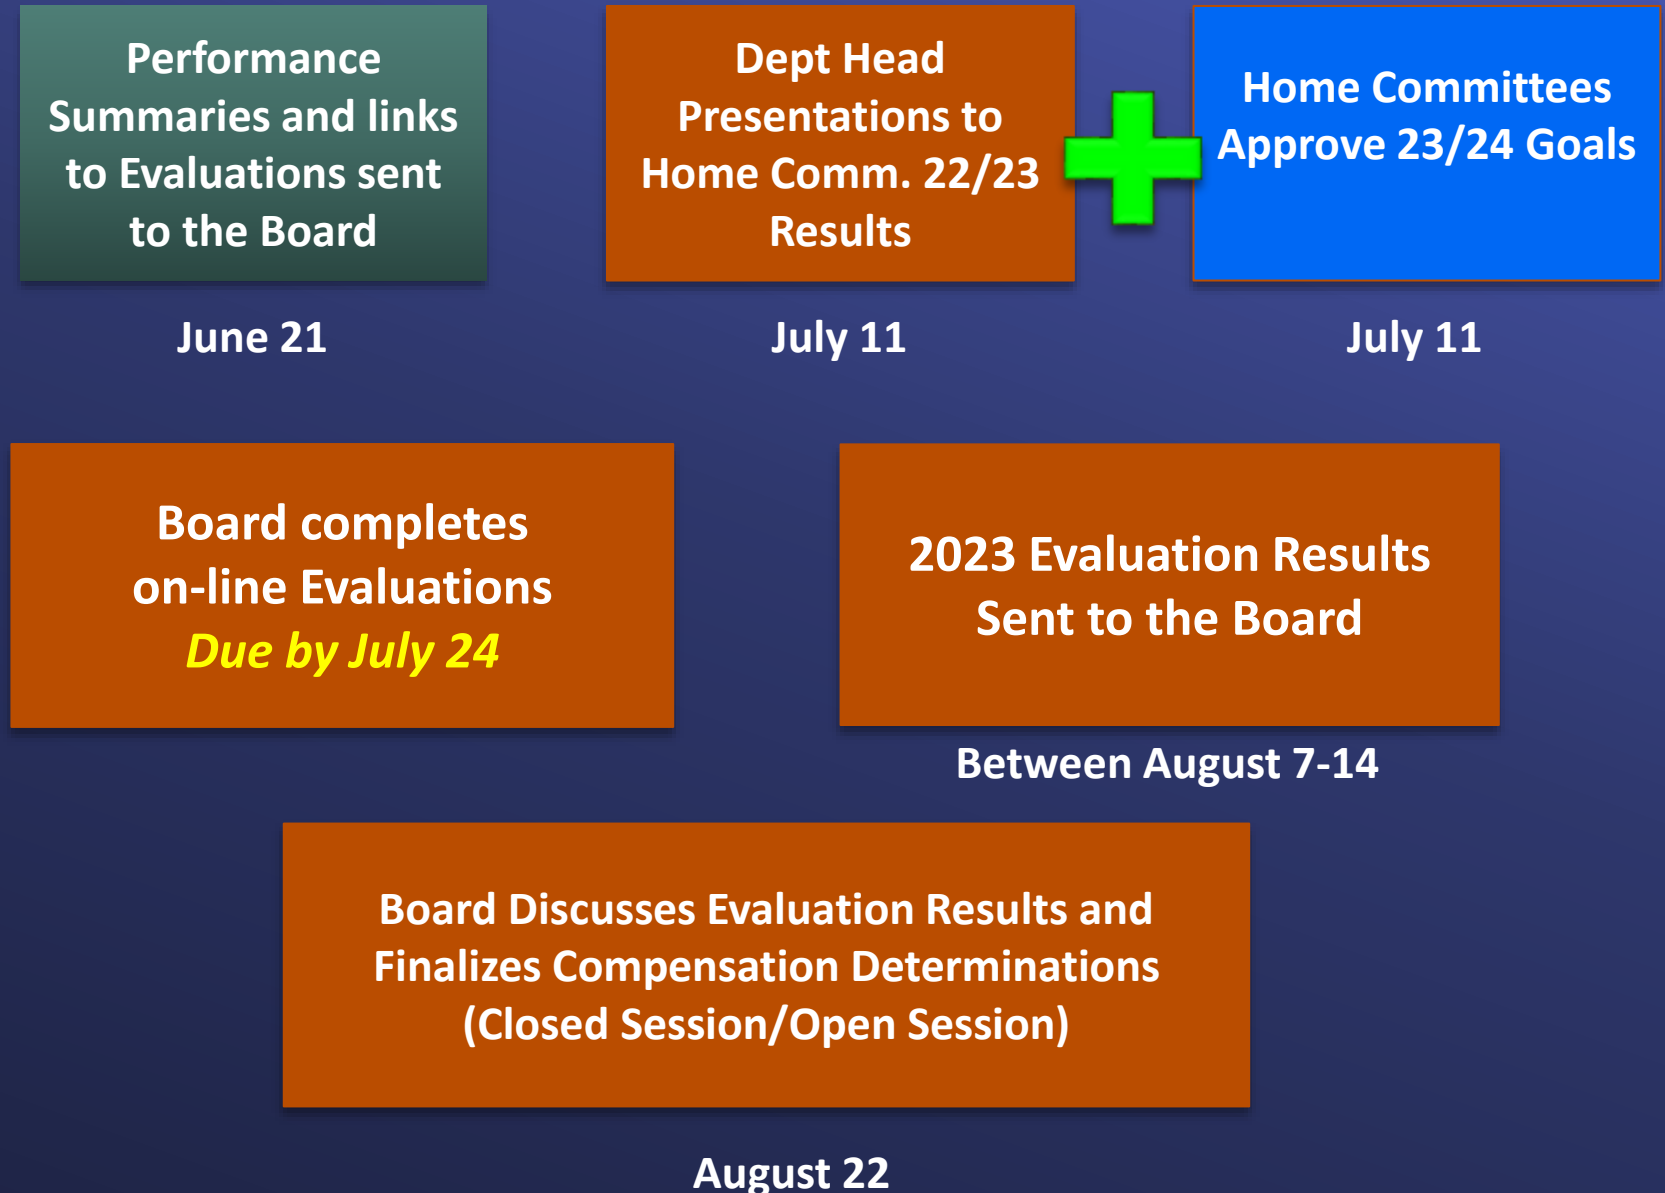 Performance
Summaries and links
to Evaluations sent
to the Board
Dept Head
Presentations to
Home Comm. 22/23
Results
Home Committees
Approve 23/24 Goals
June 21
July 11
July 11
Board completes
on-line Evaluations
Due by July 24
2023 Evaluation Results
Sent to the Board
Between August 7-14
Board Discusses Evaluation Results and
Finalizes Compensation Determinations
(Closed Session/Open Session)
August 22